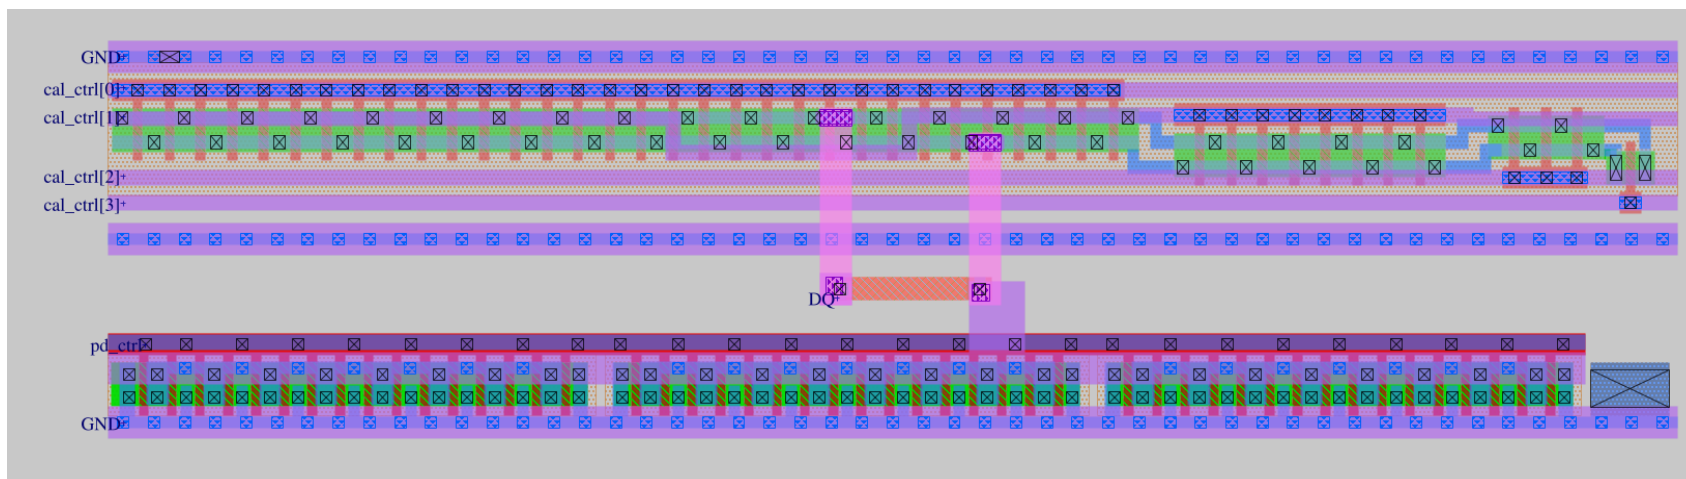 GND
cal_ctrl[0]
cal_ctrl[1]
cal_ctrl[2]
cal_ctrl[3]
DQ
pd_ctrl
GND